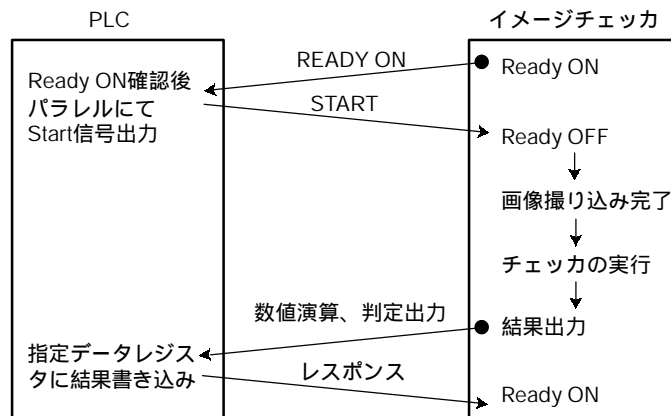 PLC
イメージチェッカ
READY ON
Ready ON
Ready ON確認後
パラレルにて
Start信号出力
START
Ready OFF
画像撮り込み完了
チェッカの実行
数値演算、判定出力
結果出力
指定データレジス
タに結果書き込み
レスポンス
Ready ON